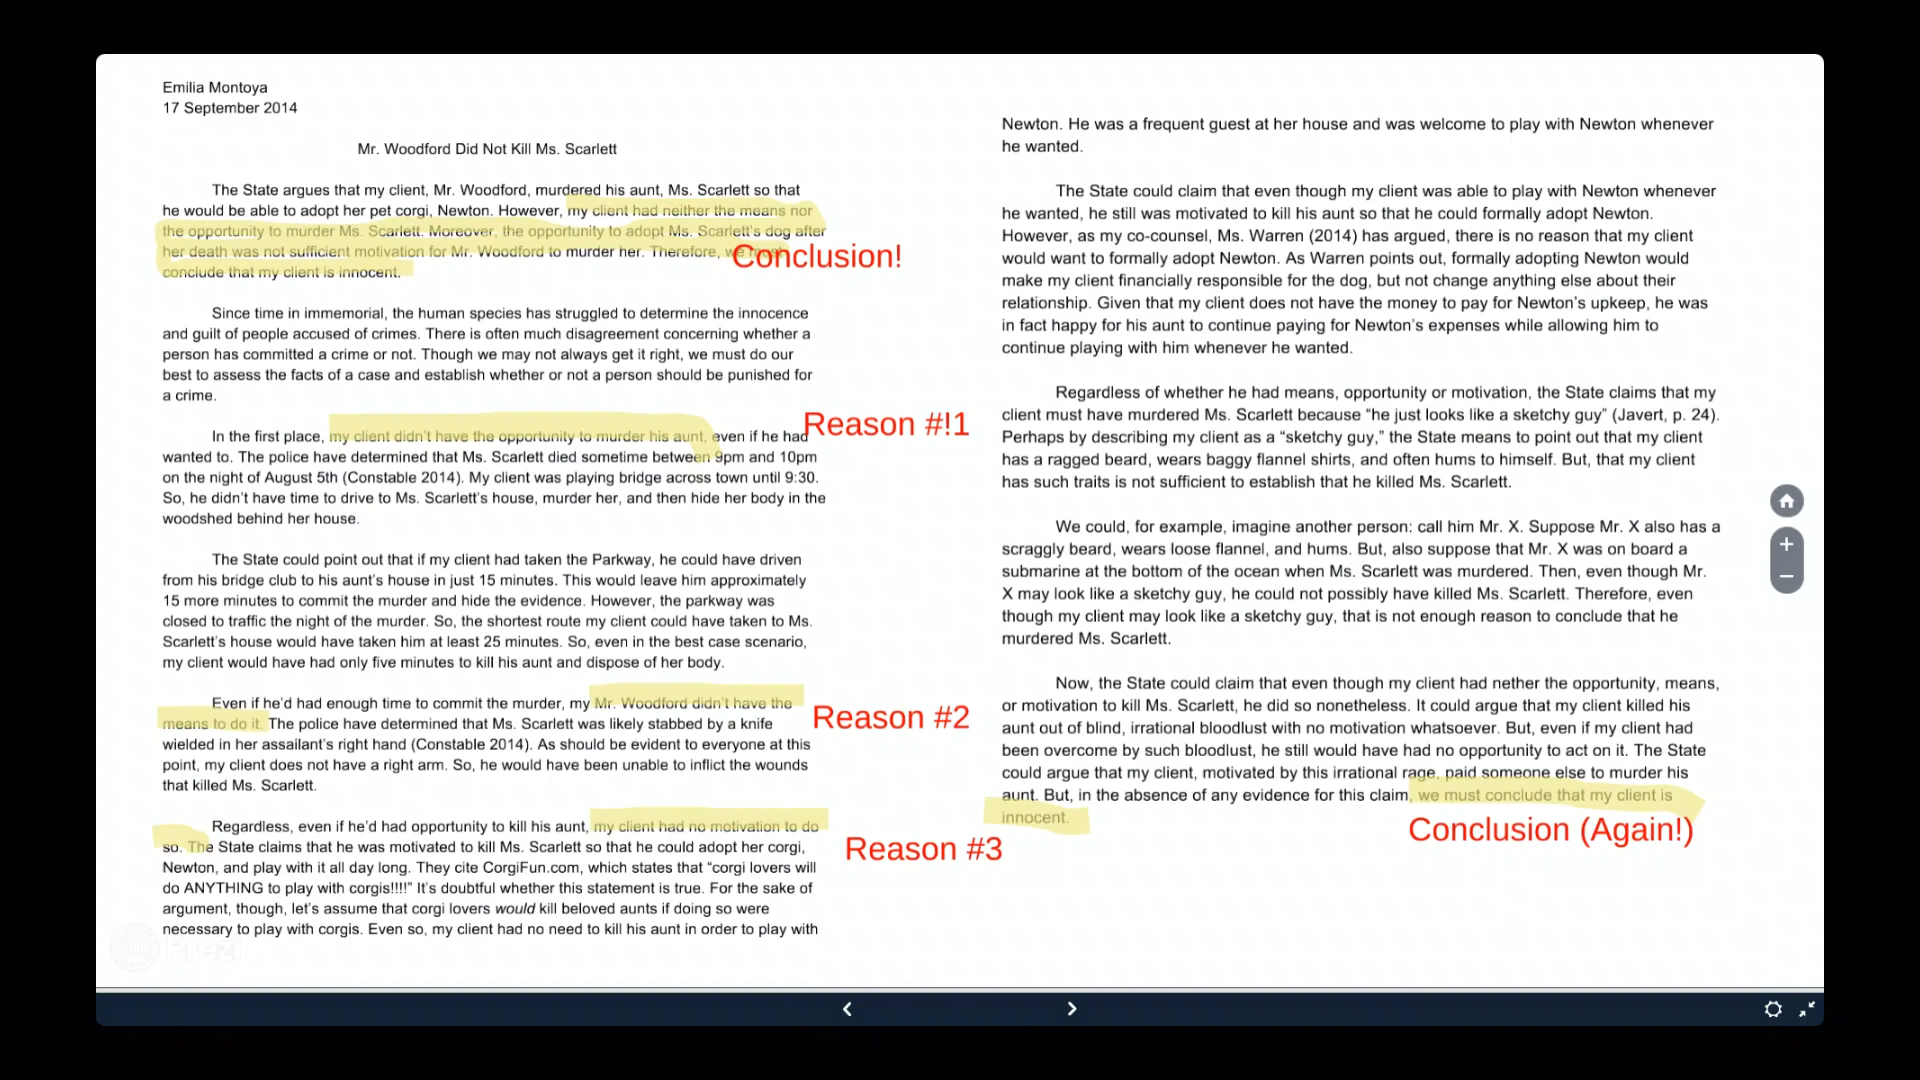 Emilia Montoya
17 September 2014
Mr. Woodford Did Not Kill Ms. Scarlett
The State argues that my client, Mr. Woodford, murdered his aunt, Ms. Scarlett so that
he would be able to adopt her pet corgi, Newton. However, my client had neither the means nor
the opportunity to murder Ms. Scarlett. Moreover, the opportunity to adopt Ms. Scarlett's dog after
her death was not sufficient motivation for Mr. Woodford to murder her. Therefore, we must
conclude that my client is innocent.
Conclusion!
Since time in immemorial, the human species has struggled to determine the innocence
and guilt of people accused of crimes. There is often much disagreement concerning whether a
person has committed a crime or not. Though we may not always get it right, we must do our
best to assess the facts of a case and establish whether or not a person should be punished for
a crime.
In the first place, my client didn't have the opportunity to murder his aunt, even if he had
Reason #!1
wanted to. The police have determined that Ms. Scarlett died sometime between 9pm and 10pm
on the night of August 5th (Constable 2014). My client was playing bridge across town until 9:30.
So, he didn't have time to drive to Ms. Scarlett's house, murder her, and then hide her body in the
woodshed behind her house.
The State could point out that if my client had taken the Parkway, he could have driven
from his bridge club to his aunt's house in just 15 minutes. This would leave him approximately
15 more minutes to commit the murder and hide the evidence. However, the parkway was
closed to traffic the night of the murder. So, the shortest route my client could have taken to Ms.
Scarlett's house would have taken him at least 25 minutes. So, even in the best case scenario,
my client would have had only five minutes to kill his aunt and dispose of her body.
Even if he'd had enough time to commit the murder, my Mr. Woodford didn't have the
means to do it. The police have determined that Ms. Scarlett was likely stabbed by a knife
Reason #2
wielded in her assailant's right hand (Constable 2014). As should be evident to everyone at this
point, my client does not have a right arm. So, he would have been unable to inflict the wounds
that killed Ms. Scarlett.
Regardless, even if he'd had opportunity to kill his aunt, my client had no motivation to do
so. The State claims that he was motivated to kill Ms. Scarlett so that he could adopt her corgi,
Reason #3
Newton, and play with it all day long. They cite CorgiFun.com, which states that "corgi lovers will
do ANYTHING to play with corgis!!!!" It's doubtful whether this statement is true. For the sake of
argument, though, let's assume that corgi lovers would kill beloved aunts if doing so were
necessary to play with corgis. Even so, my client had no need to kill his aunt in order to play with
Prezi
Newton. He was a frequent guest at her house and was welcome to play with Newton whenever
he wanted.
The State could claim that even though my client was able to play with Newton whenever
he wanted, he still was motivated to kill his aunt so that he could formally adopt Newton.
However, as my co-counsel, Ms. Warren (2014) has argued, there is no reason that my client
would want to formally adopt Newton. As Warren points out, formally adopting Newton would
make my client financially responsible for the dog, but not change anything else about their
relationship. Given that my client does not have the money to pay for Newton's upkeep, he was
in fact happy for his aunt to continue paying for Newton's expenses while allowing him to
continue playing with him whenever he wanted.
Regardless of whether he had means, opportunity or motivation, the State claims that my
client must have murdered Ms. Scarlett because "he just looks like a sketchy guy" (Javert, p. 24).
Perhaps by describing my client as a "sketchy guy," the State means to point out that my client
has a ragged beard, wears baggy flannel shirts, and often hums to himself. But, that my client
has such traits is not sufficient to establish that he killed Ms. Scarlett.
We could, for example, imagine another person: call him Mr. X. Suppose Mr. X also has a
scraggly beard, wears loose flannel, and hums. But, also suppose that Mr. X was on board a
submarine at the bottom of the ocean when Ms. Scarlett was murdered. Then, even though Mr.
X may look like a sketchy guy, he could not possibly have killed Ms. Scarlett. Therefore, even
though my client may look like a sketchy guy, that is not enough reason to conclude that he
murdered Ms. Scarlett.
Now, the State could claim that even though my client had nether the opportunity, means,
or motivation to kill Ms. Scarlett, he did so nonetheless. It could argue that my client killed his
aunt out of blind, irrational bloodlust with no motivation whatsoever. But, even if my client had
been overcome by such bloodlust, he still would have had no opportunity to act on it. The State
could argue that my client, motivated by this irrational rage, paid someone else to murder his
aunt. But, in the absence of any evidence for this claim, we must conclude that my client is
innocent.
Conclusion (Again!)